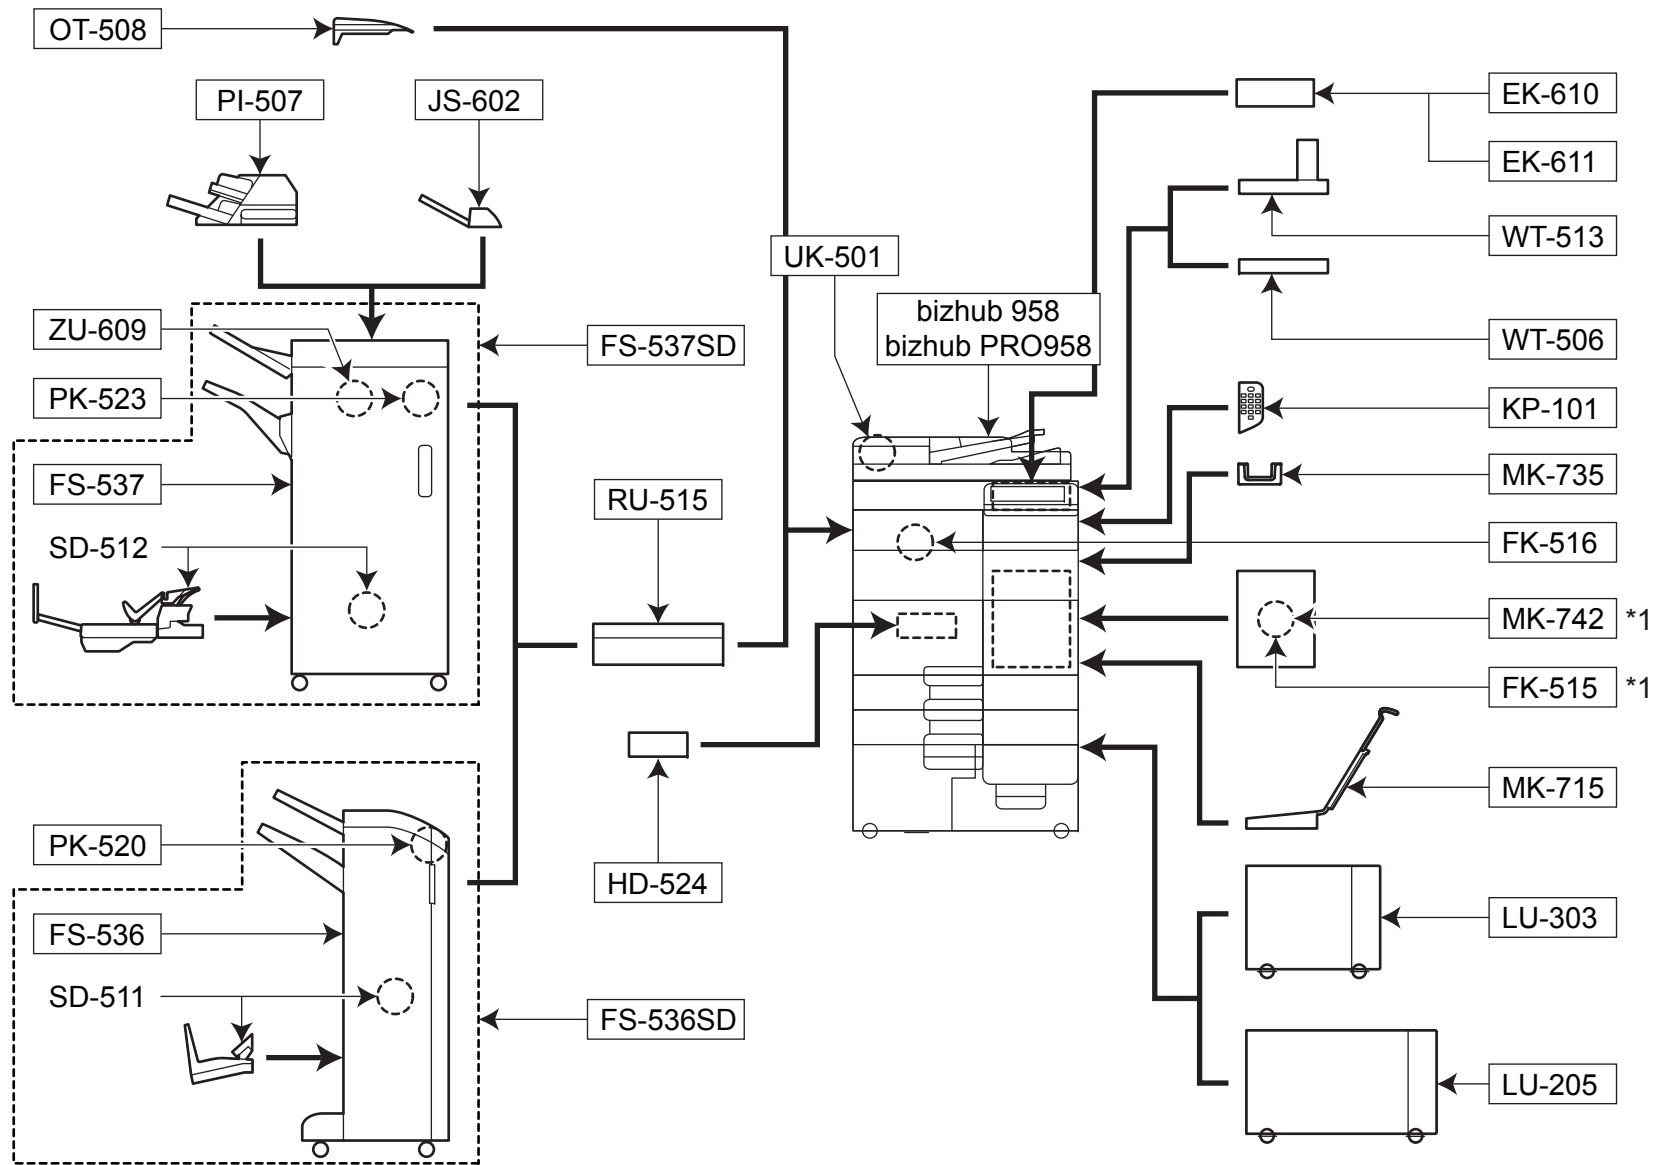 OT-508
PI-507
JS-602
ZU-609
PK-523
FS-537
SD-512
FS-537SD
PK-520
FS-536
SD-511
FS-536SD
RU-515
HD-524
UK-501
bizhub 958
bizhub PRO958
EK-610
EK-611
WT-513
WT-506
KP-101
MK-735
FK-516
MK-742 *1
FK-515 *1
MK-715
LU-303
LU-205